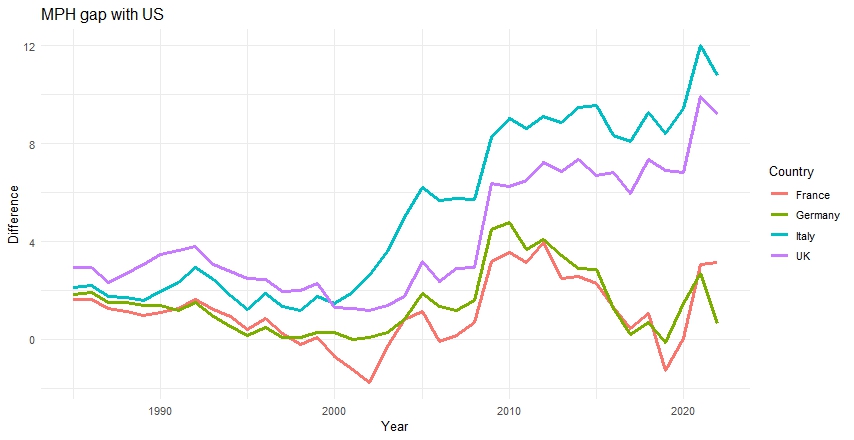 MPH gap with US
12
8
4
0
Difference
1990
2000
2010
2020
Year
Country
France
Germany
Italy
UK